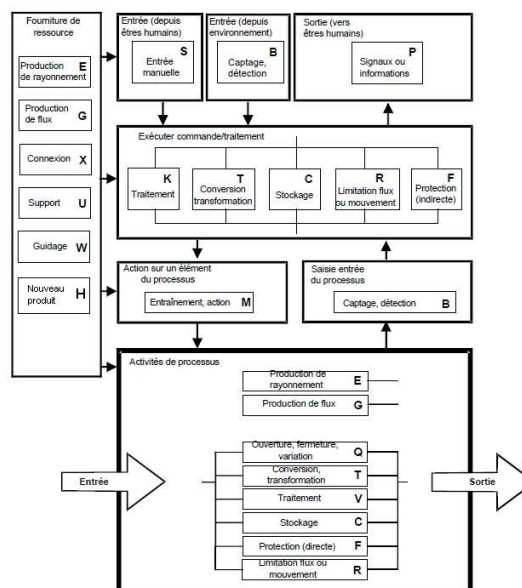 Fourniture de
ressource
Production E
de rayonnement
Production G
de flux
Connexion X
Support U
Guidage W
Nouveau
produit H
Entrée (depuis
êtres humains)
S
Entrée
manuelle
Entrée (depuis
environnement)
B
Captage,
détection
Sortie (vers
êtres humains)
P
Signaux ou
informations
Exécuter commande/traitement
K
Traitement
T
Conversion
transformation
C
Stockage
R
Limitation flux
ou mouvement
F
Protection
(indirecte)
Action sur un élément
du processus
Entraînement, action M
Saisie entrée
du processus
Captage, détection B
Activités de processus
Production de
rayonnement E
Production de flux G
Ouverture, fermeture,
variation Q
Conversion,
transformation T
Traitement V
Stockage C
Protection (directe) F
Limitation flux ou
mouvement R
Entrée
Sortie